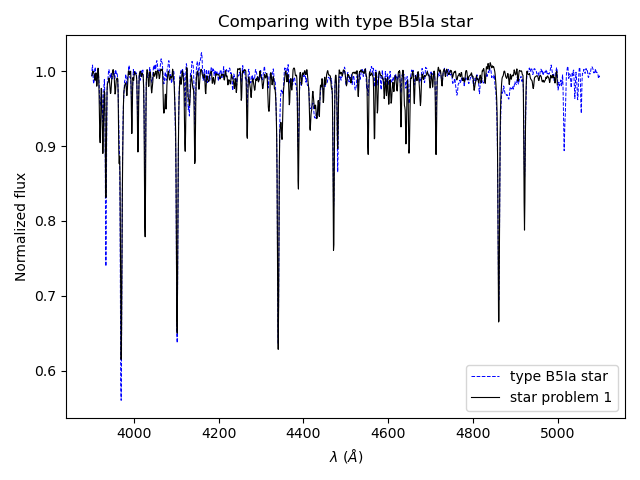 Comparing with type B5Ia star
Normalized flux
1.0
0.9
0.8
0.7
0.6
4000 4200 4400 4600 4800 5000
λ (Å)
type B5Ia star
star problem 1